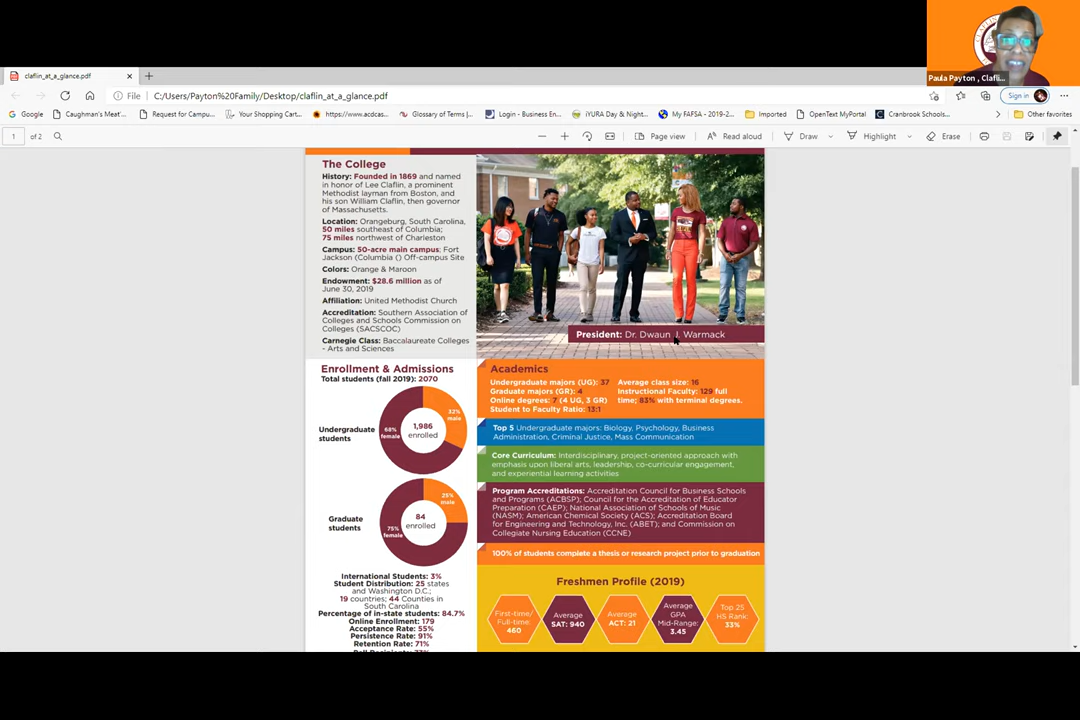 Paula Payton , Clafli...
claflin_at_a_glance.pdf
File
C:/Users/Payton%20Family/Desktop/claflin_at_a_glance.pdf
Sign in
Google
Caughman's Meat'...
Request for Campu...
Your Shopping Cart...
https://www.acdcas...
Glossary of Terms |...
Login - Business En...
iYURA Day & Night...
My FAFSA - 2019-2...
Imported
OpenText MyPortal
Cranbrook Schools...
Other favorites
1
of 2
Page view
Read aloud
Draw
Highlight
Erase
The College
History: Founded in 1869 and named
in honor of Lee Claflin, a prominent
Methodist layman from Boston, and
his son William Claflin, then governor
of Massachusetts.
Location: Orangeburg, South Carolina,
50 miles southeast of Columbia;
75 miles northwest of Charleston
Campus: 50-acre main campus; Fort
Jackson (Columbia () Off-campus Site
Colors: Orange & Maroon
Endowment: $28.6 million as of
June 30, 2019
Affiliation: United Methodist Church
Accreditation: Southern Association of
Colleges and Schools Commission on
Colleges (SACSCOC)
Carnegie Class: Baccalaureate Colleges
- Arts and Sciences
President: Dr. Dwaun J. Warmack
Enrollment & Admissions
Total students (fall 2019): 2070
Undergraduate
students
32%
male
68%
female
1,986
enrolled
Graduate
students
25%
male
75%
female
84
enrolled
International Students: 3%
Student Distribution: 25 states
and Washington D.C.;
19 countries; 44 Counties in
South Carolina
Percentage of in-state students: 84.7%
Online Enrollment: 179
Acceptance Rate: 55%
Persistence Rate: 91%
Retention Rate: 71%
Academics
Undergraduate majors (UG): 37
Graduate majors (GR): 4
Online degrees: 7 (4 UG, 3 GR)
Student to Faculty Ratio: 13:1
Average class size: 16
Instructional Faculty: 129 full
time; 83% with terminal degrees.
Top 5 Undergraduate majors: Biology, Psychology, Business
Administration, Criminal Justice, Mass Communication
Core Curriculum: Interdisciplinary, project-oriented approach with
emphasis upon liberal arts, leadership, co-curricular engagement,
and experiential learning activities
Program Accreditations: Accreditation Council for Business Schools
and Programs (ACBSP); Council for the Accreditation of Educator
Preparation (CAEP); National Association of Schools of Music
(NASM); American Chemical Society (ACS); Accreditation Board
for Engineering and Technology, Inc. (ABET); and Commission on
Collegiate Nursing Education (CCNE)
100% of students complete a thesis or research project prior to graduation
Freshmen Profile (2019)
First-time/
Full-time:
460
Average
SAT: 940
Average
ACT: 21
Average
GPA
Mid-Range:
3.45
Top 25
HS Rank:
33%